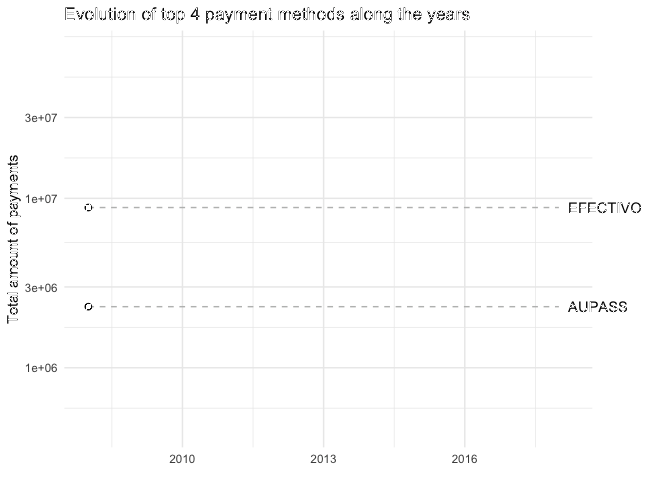 Evolution of top 4 payment methods along the years
Total amount of payments
3e+07
1e+07
3e+06
1e+06
EFECTIVO
AUPASS
2010
2013
2016